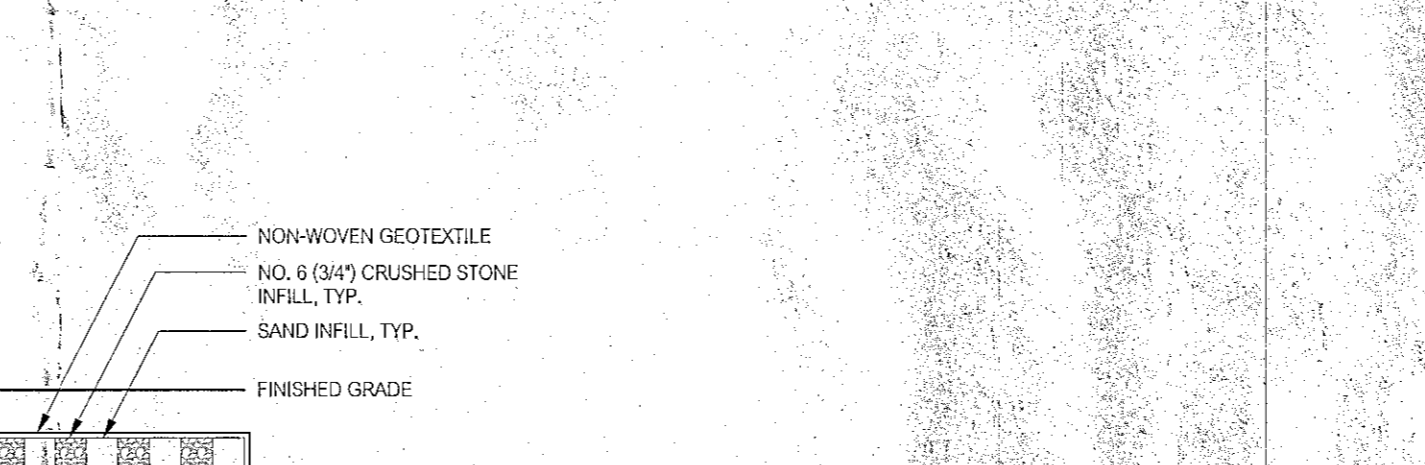 NON-WOVEN GEOTEXTILE
NO. 6 (3/4") CRUSHED STONE
INFILL, TYP.
SAND INFILL, TYP.
FINISHED GRADE